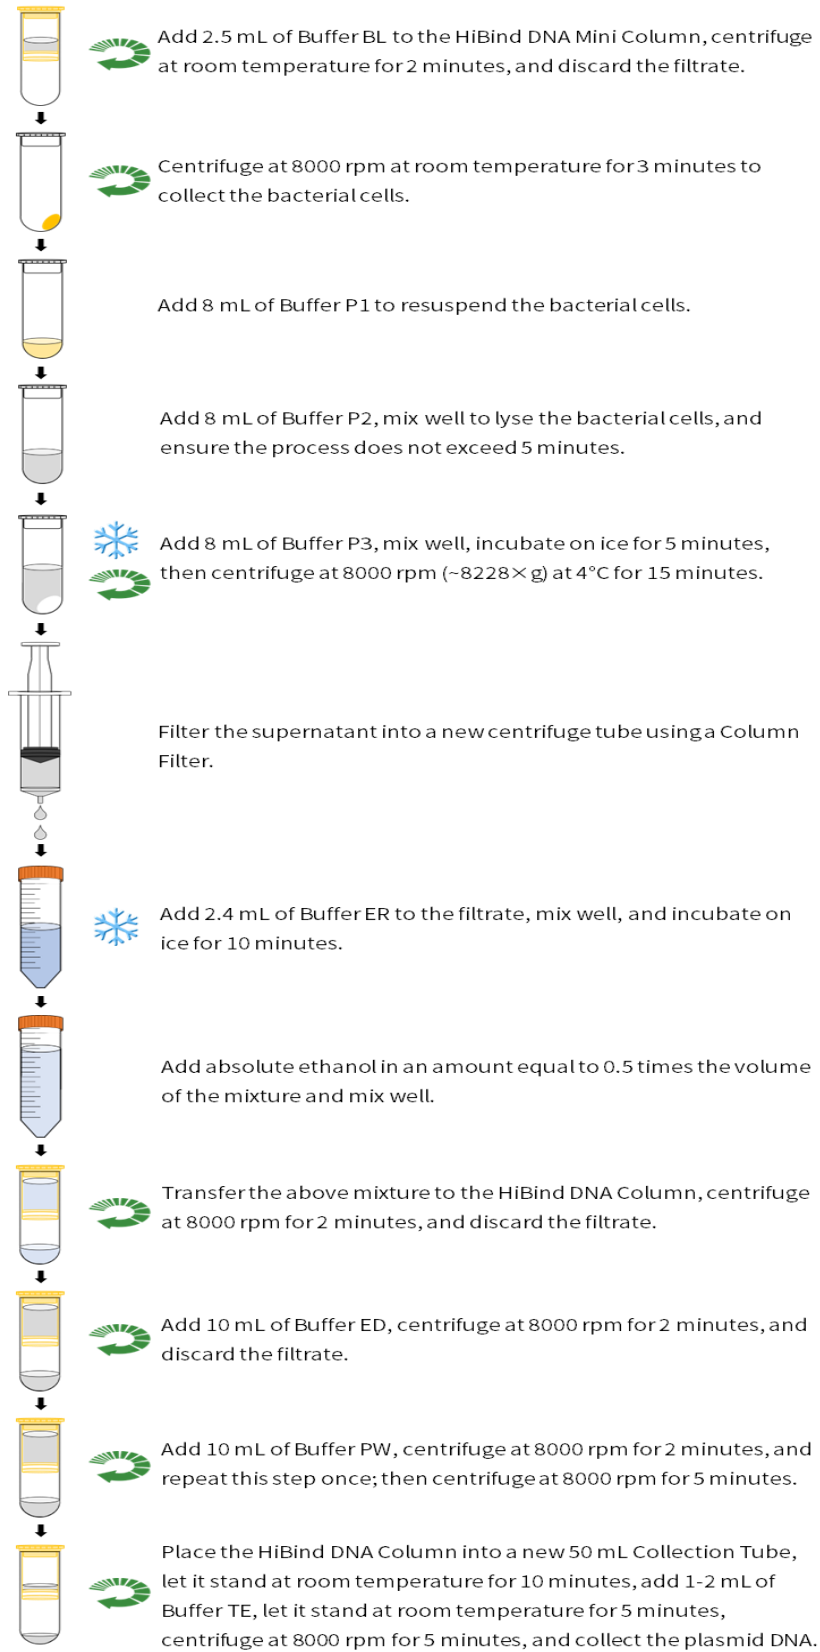 Add 2.5 mL of Buffer BL to the HiBind DNA Mini Column, centrifuge
at room temperature for 2 minutes, and discard the filtrate.
Centrifuge at 8000 rpm at room temperature for 3 minutes to
collect the bacterial cells.
Add 8 mL of Buffer P1 to resuspend the bacterial cells.
Add 8 mL of Buffer P2, mix well to lyse the bacterial cells, and
ensure the process does not exceed 5 minutes.
Add 8 mL of Buffer P3, mix well, incubate on ice for 5 minutes,
then centrifuge at 8000 rpm (~8228×g) at 4°C for 15 minutes.
Filter the supernatant into a new centrifuge tube using a Column
Filter.
Add 2.4 mL of Buffer ER to the filtrate, mix well, and incubate on
ice for 10 minutes.
Add absolute ethanol in an amount equal to 0.5 times the volume
of the mixture and mix well.
Transfer the above mixture to the HiBind DNA Column, centrifuge
at 8000 rpm for 2 minutes, and discard the filtrate.
Add 10 mL of Buffer ED, centrifuge at 8000 rpm for 2 minutes, and
discard the filtrate.
Add 10 mL of Buffer PW, centrifuge at 8000 rpm for 2 minutes, and
repeat this step once; then centrifuge at 8000 rpm for 5 minutes.
Place the HiBind DNA Column into a new 50 mL Collection Tube,
let it stand at room temperature for 10 minutes, add 1-2 mL of
Buffer TE, let it stand at room temperature for 5 minutes,
centrifuge at 8000 rpm for 5 minutes, and collect the plasmid DNA.